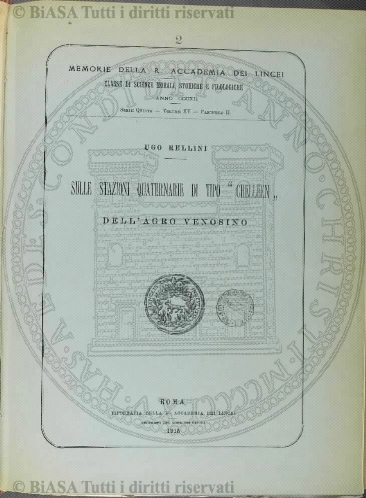 © BiASA Tutti i diritti riservati
2
MEMORIE DELLA R. ACCADEMIA DEI LINCEI
CLASSE DI SCIENZE MORALI, STORICHE E FILOLOGICHE
ANNO CCCXII
SERIE QUINTA — VOLUME XV — FASCICOLO II.
UGO RELLINI
SULLE STAZIONI QUATERNARIE DI TIPO "CHELLÉEN"
DELL'AGRO VENOSINO
ROMA
TIPOGRAFIA DELLA R. ACCADEMIA DEI LINCEI
1915
© BiASA Tutti i diritti riservati